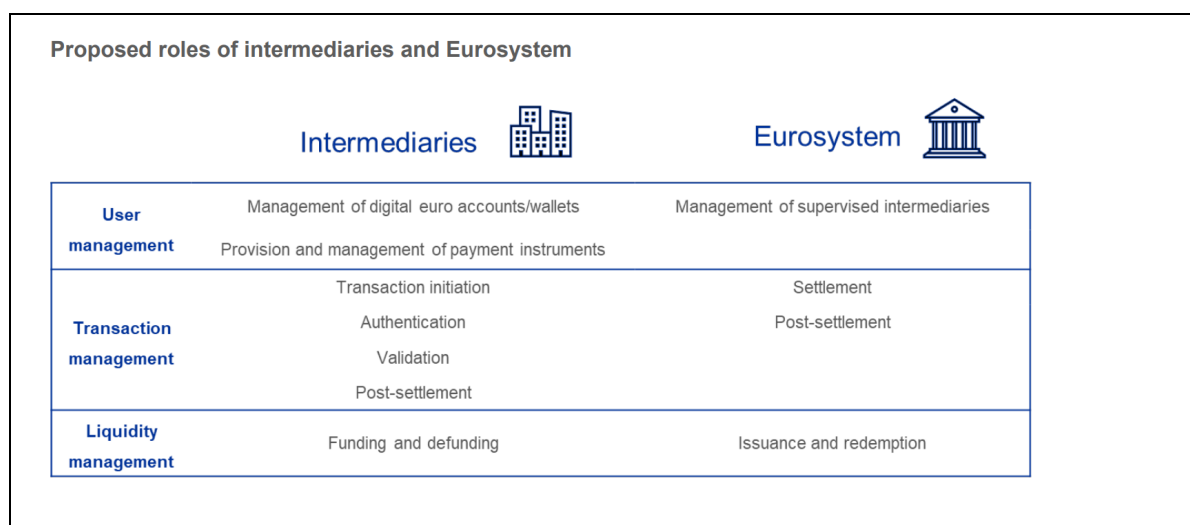 Proposed roles of intermediaries and Eurosystem
Intermediaries
Eurosystem
User
management
Management of digital euro accounts/wallets
Provision and management of payment instruments
Management of supervised intermediaries
Transaction
management
Transaction initiation
Authentication
Validation
Post-settlement
Settlement
Post-settlement
Liquidity
management
Funding and defunding
Issuance and redemption